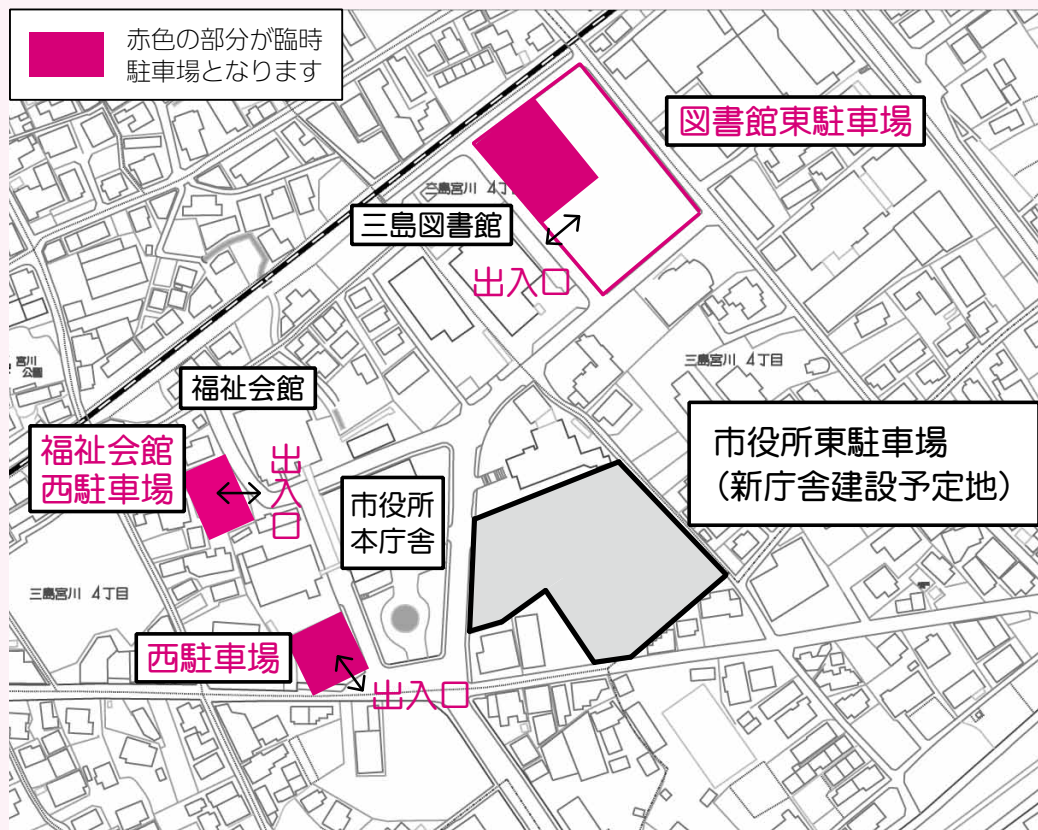 赤色の部分が臨時
駐車場となります
図書館東駐車場
三島宮川 4丁
三島図書館
出入口
三島宮川 4丁目
宮川
公園
福祉会館
福祉会館
西駐車場
出入口
市役所
本庁舎
市役所東駐車場
（新庁舎建設予定地）
三島宮川 4丁目
西駐車場
出入口